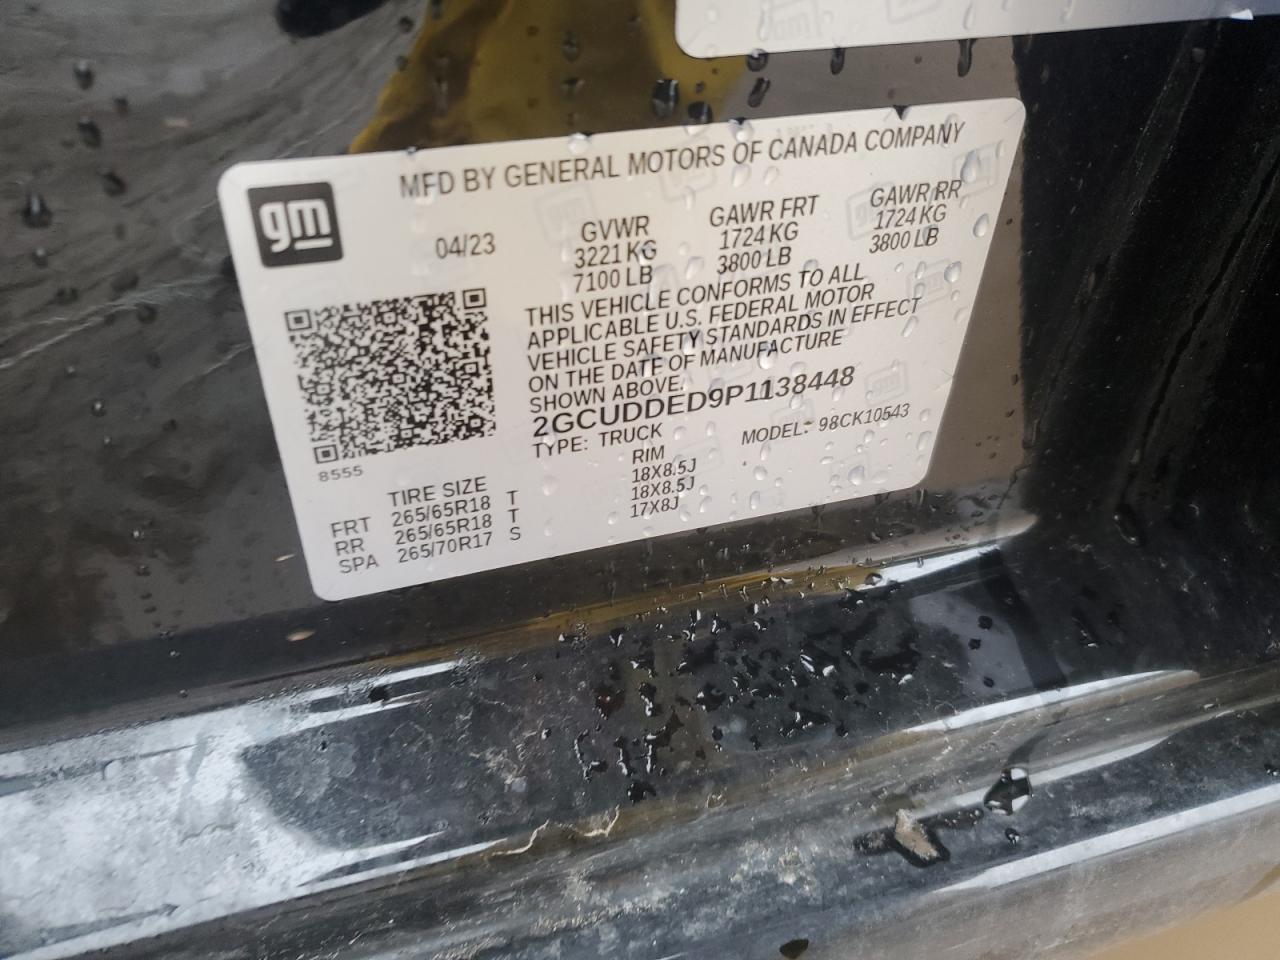 gm
MFD BY GENERAL MOTORS OF CANADA COMPANY
04/23
GVWR
3221 KG
7100 LB
GAWR FRT
1724 KG
3800 LB
GAWR RR
1724 KG
3800 LB
THIS VEHICLE CONFORMS TO ALL
APPLICABLE U.S. FEDERAL MOTOR
VEHICLE SAFETY STANDARDS IN EFFECT
ON THE DATE OF MANUFACTURE
SHOWN ABOVE.
2GCUDDED9P1138448
TYPE: TRUCK
MODEL: 98CK10543
8555
TIRE SIZE RIM
FRT 265/65R18 T 18X8.5J
RR 265/65R18 T 18X8.5J
SPA 265/70R17 S 17X8J